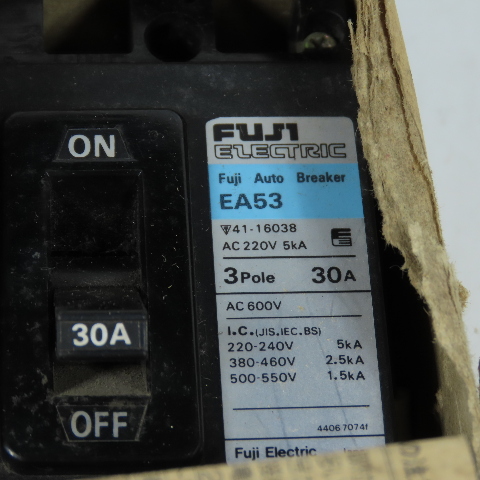 ON
30A
OFF
FUJI
ELECTRIC
Fuji Auto Breaker
EA53
41-16038
AC 220V 5kA
3Pole 30A
AC 600V
I.C.(JIS.IEC.BS)
220-240V 5kA
380-460V 2.5kA
500-550V 1.5kA
44067074f
Fuji Electric